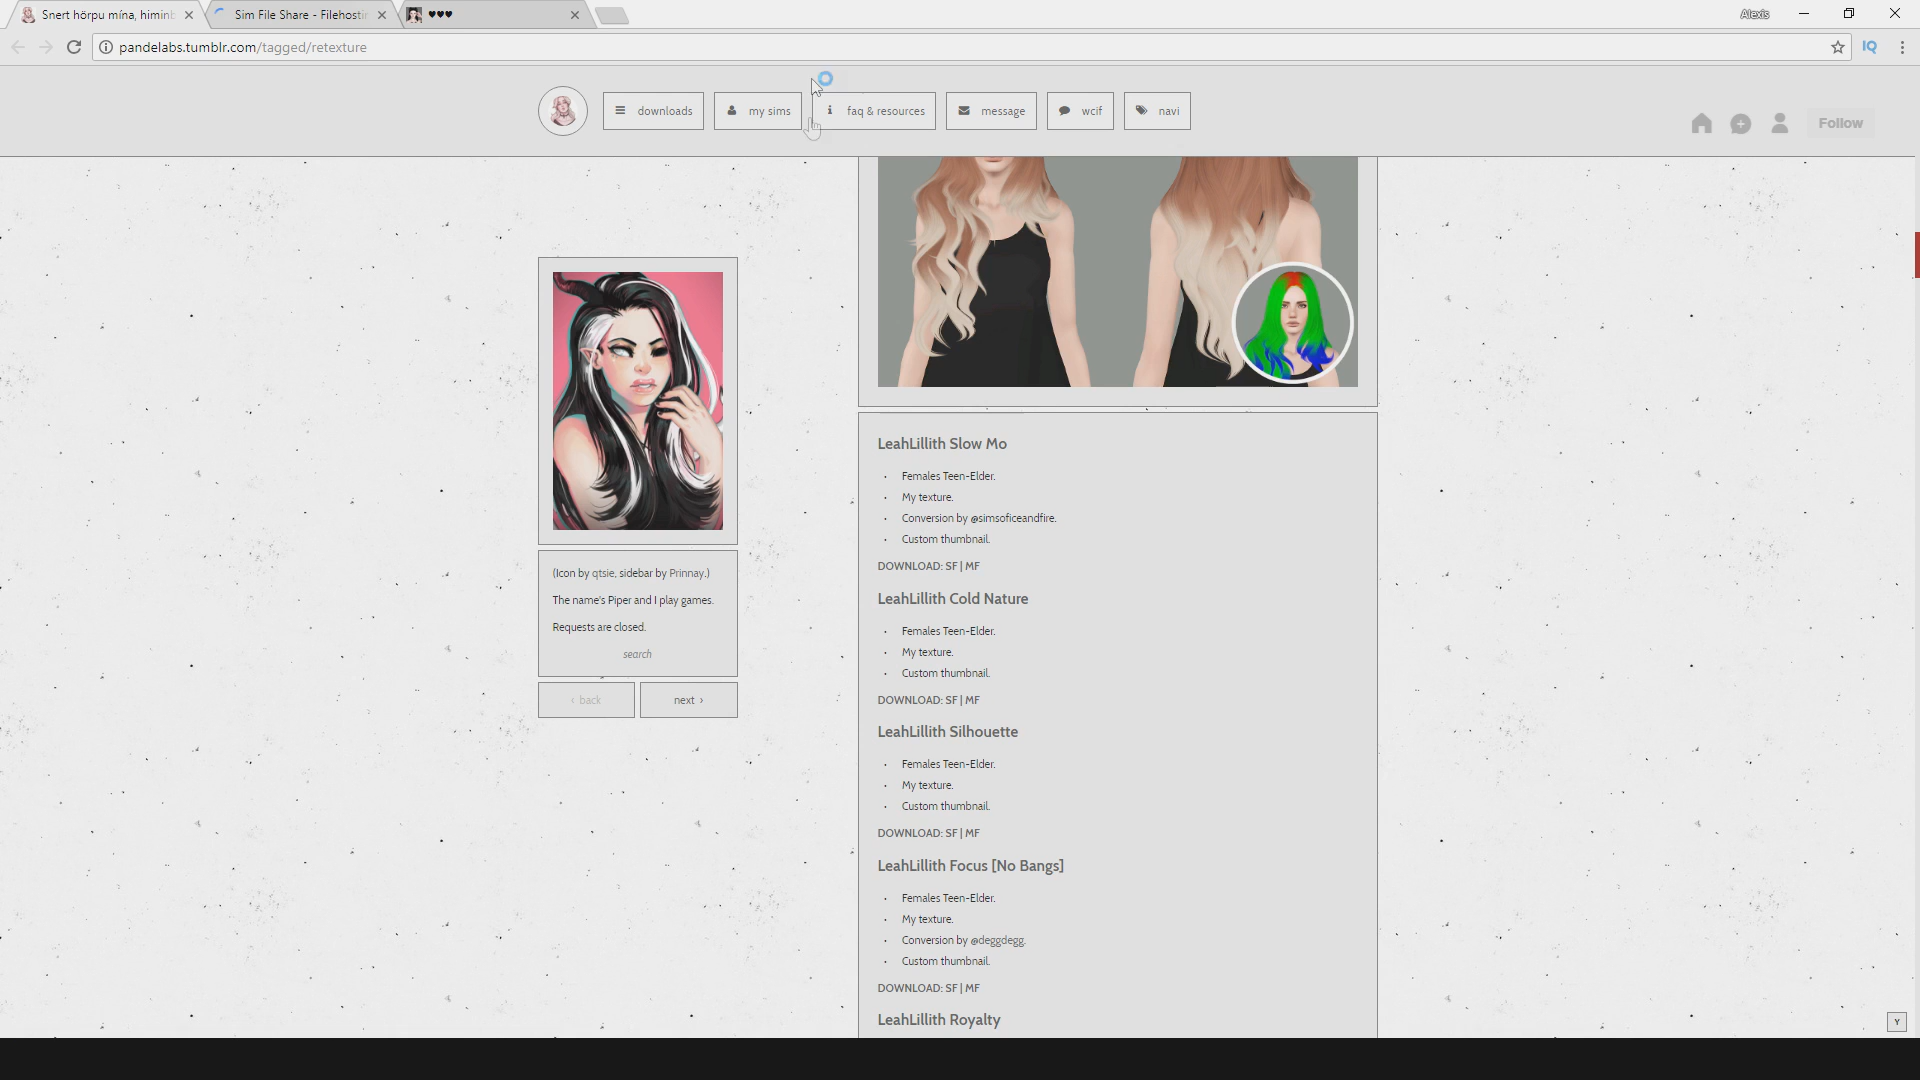 Snert hörpu mína, himinb
Sim File Share - Filehostin
♥♥♥
Alexis
pandelabs.tumblr.com/tagged/retexture
IQ
downloads
my sims
faq & resources
message
wcif
navi
Follow
LeahLillith Slow Mo
• Females Teen-Elder.
• My texture.
• Conversion by @simsoficeandfire.
• Custom thumbnail.
DOWNLOAD: SF | MF
LeahLillith Cold Nature
• Females Teen-Elder.
• My texture.
• Custom thumbnail.
DOWNLOAD: SF | MF
LeahLillith Silhouette
• Females Teen-Elder.
• My texture.
• Custom thumbnail.
DOWNLOAD: SF | MF
LeahLillith Focus [No Bangs]
• Females Teen-Elder.
• My texture.
• Conversion by @deggdegg.
• Custom thumbnail.
DOWNLOAD: SF | MF
LeahLillith Royalty
(Icon by qtsie, sidebar by Prinnay.)
The name's Piper and I play games.
Requests are closed.
search
‹ back
next ›
Y